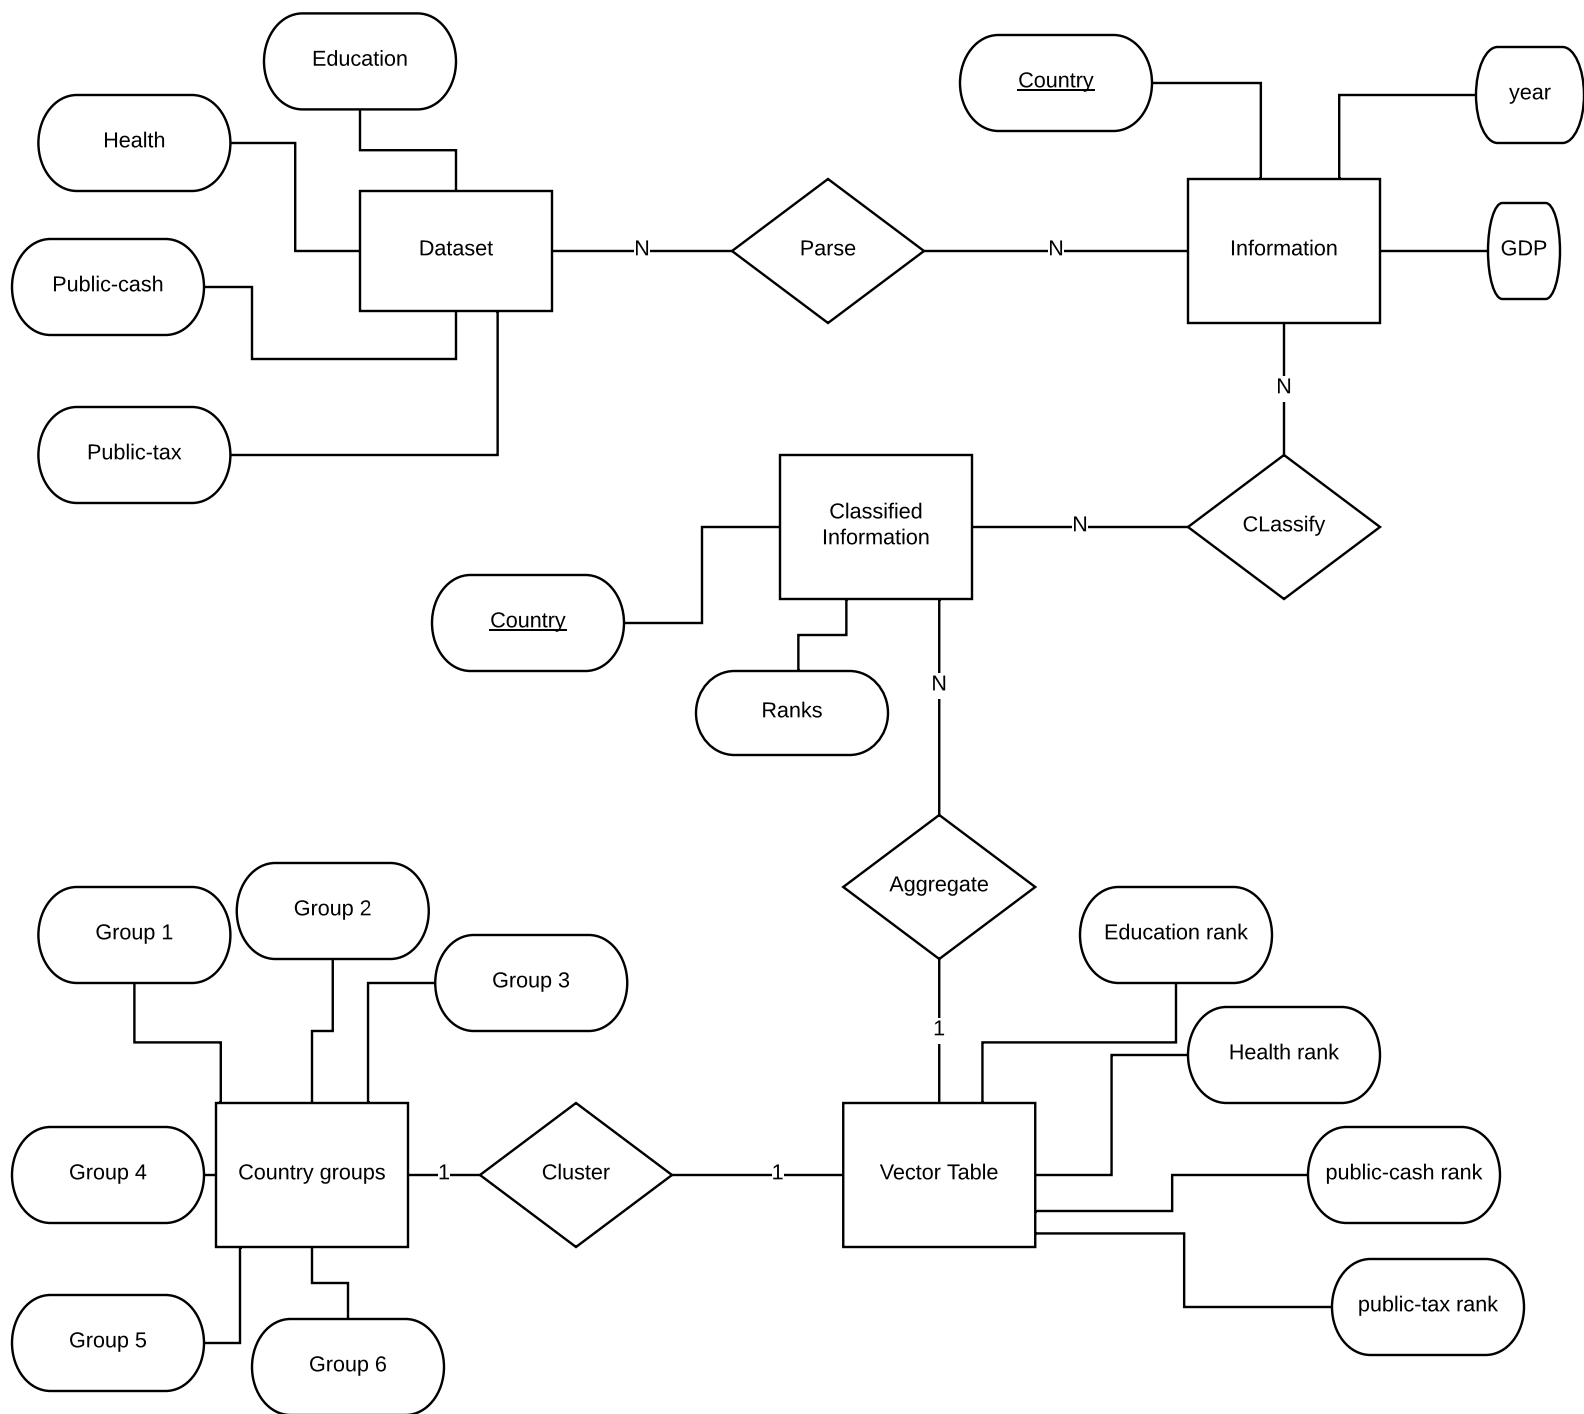 Education
Country
year
Health
Dataset
N
Parse
N
Information
GDP
Public-cash
N
Public-tax
Classified
Information
N
CLassify
Country
Ranks
N
Aggregate
Group 1
Group 2
Group 3
Education rank
1
Health rank
Group 4
Country groups
1
Cluster
1
Vector Table
public-cash rank
public-tax rank
Group 5
Group 6